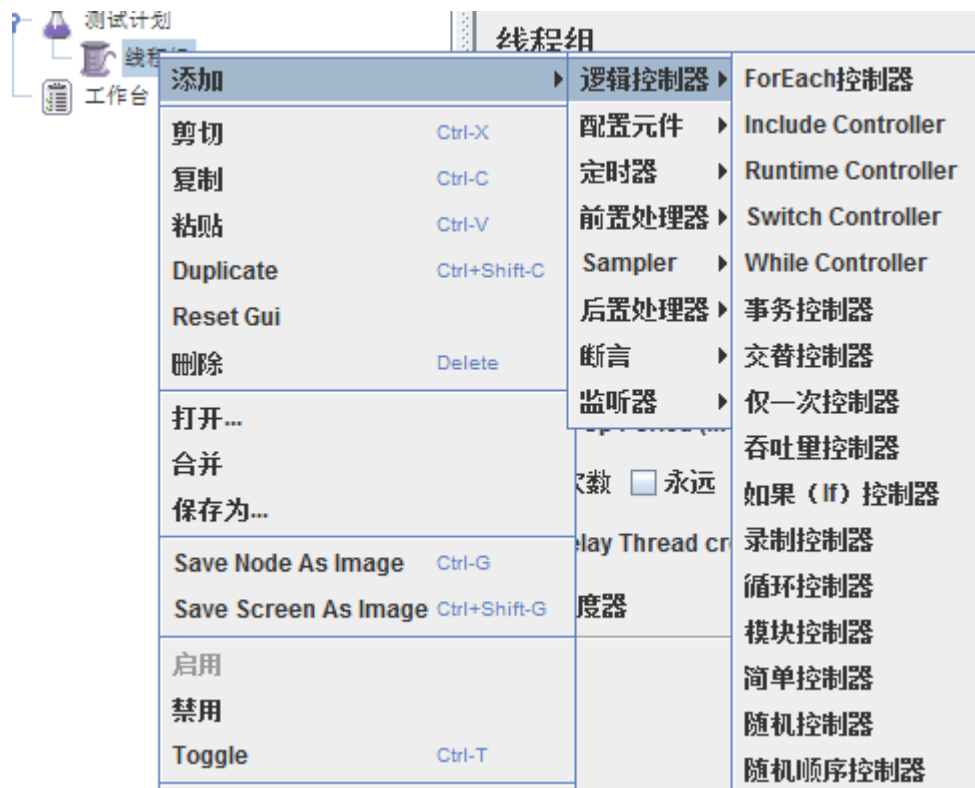 测试计划
线程组
线程
工作台
添加
剪切 Ctrl-X
复制 Ctrl-C
粘贴 Ctrl-V
Duplicate Ctrl+Shift-C
Reset Gui
删除 Delete
打开...
合并
保存为...
Save Node As Image Ctrl-G
Save Screen As Image Ctrl+Shift-G
启用
禁用
Toggle Ctrl-T
逻辑控制器
配置元件
定时器
前置处理器
Sampler
后置处理器
断言
监听器
次数 永远
elay Thread cr
度器
ForEach控制器
Include Controller
Runtime Controller
Switch Controller
While Controller
事务控制器
交替控制器
仅一次控制器
吞吐量控制器
如果（If）控制器
录制控制器
循环控制器
模块控制器
简单控制器
随机控制器
随机顺序控制器